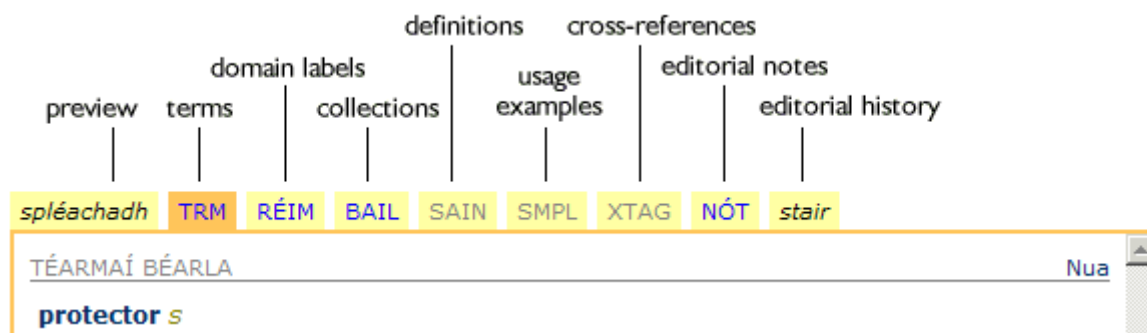 definitions cross-references
domain labels usage editorial notes
preview terms collections examples editorial history
spléachadh TRM RÉIM BAIL SAIN SMPL XTAG NÓT stair
TÉARMAÍ BÉARLA Nua
protector s